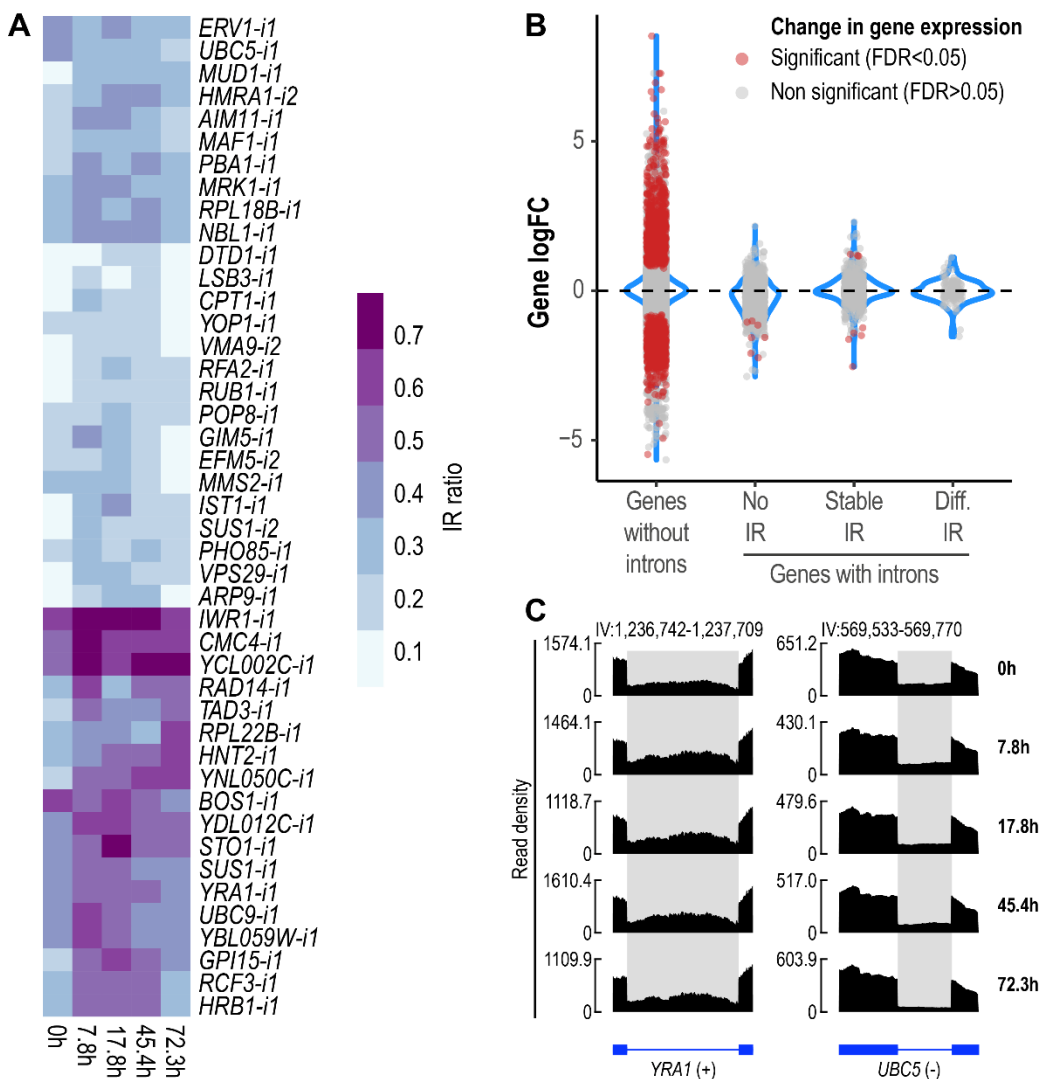 A
ERV1-i1
UBC5-i1
MUD1-i1
HMRA1-i2
AIM11-i1
MAF1-i1
PBA1-i1
MRK1-i1
RPL18B-i1
NBL1-i1
DTD1-i1
LSB3-i1
CPT1-i1
YOP1-i1
VMA9-i2
RFA2-i1
RUB1-i1
POP8-i1
GIM5-i1
EFM5-i2
MMS2-i1
IST1-i1
SUS1-i2
PHO85-i1
VPS29-i1
ARP9-i1
IWR1-i1
CMC4-i1
YCL002C-i1
RAD14-i1
TAD3-i1
RPL22B-i1
HNT2-i1
YNL050C-i1
BOS1-i1
YDL012C-i1
STO1-i1
SUS1-i1
YRA1-i1
UBC9-i1
YBL059W-i1
GPI15-i1
RCF3-i1
HRB1-i1
0h 7.8h 17.8h 45.4h 72.3h
0.7
0.6
0.5
0.4
0.3
0.2
0.1
IR ratio
B
Change in gene expression
Significant (FDR<0.05)
Non significant (FDR>0.05)
Gene logFC
5
0
−5
Genes without introns
No IR
Stable IR
Diff. IR
Genes with introns
C
IV:1,236,742-1,237,709
IV:569,533-569,770
Read density
1574.1
0
651.2
0
0h
1464.1
0
430.1
0
7.8h
1118.7
0
479.6
0
17.8h
1610.4
0
517.0
0
45.4h
1109.9
0
603.9
0
72.3h
YRA1 (+)
UBC5 (-)